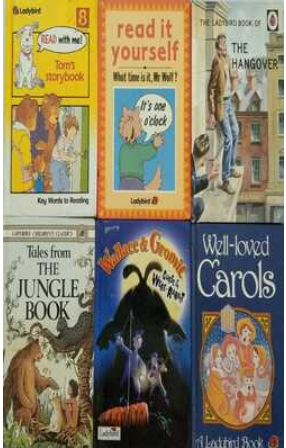 Ladybird
8
READ with me!
Tom's
storybook
Key Words to Reading
read it
yourself
What time is it, Mr Wolf?
It's one
o'clock
Ladybird
THE LADYBIRD BOOK OF
THE
HANGOVER
LADYBIRD CHILDREN'S CLASSICS
Tales from
THE
JUNGLE
BOOK
Wallace & Gromit
Ladybird
Well-loved
Carols
A Ladybird Book